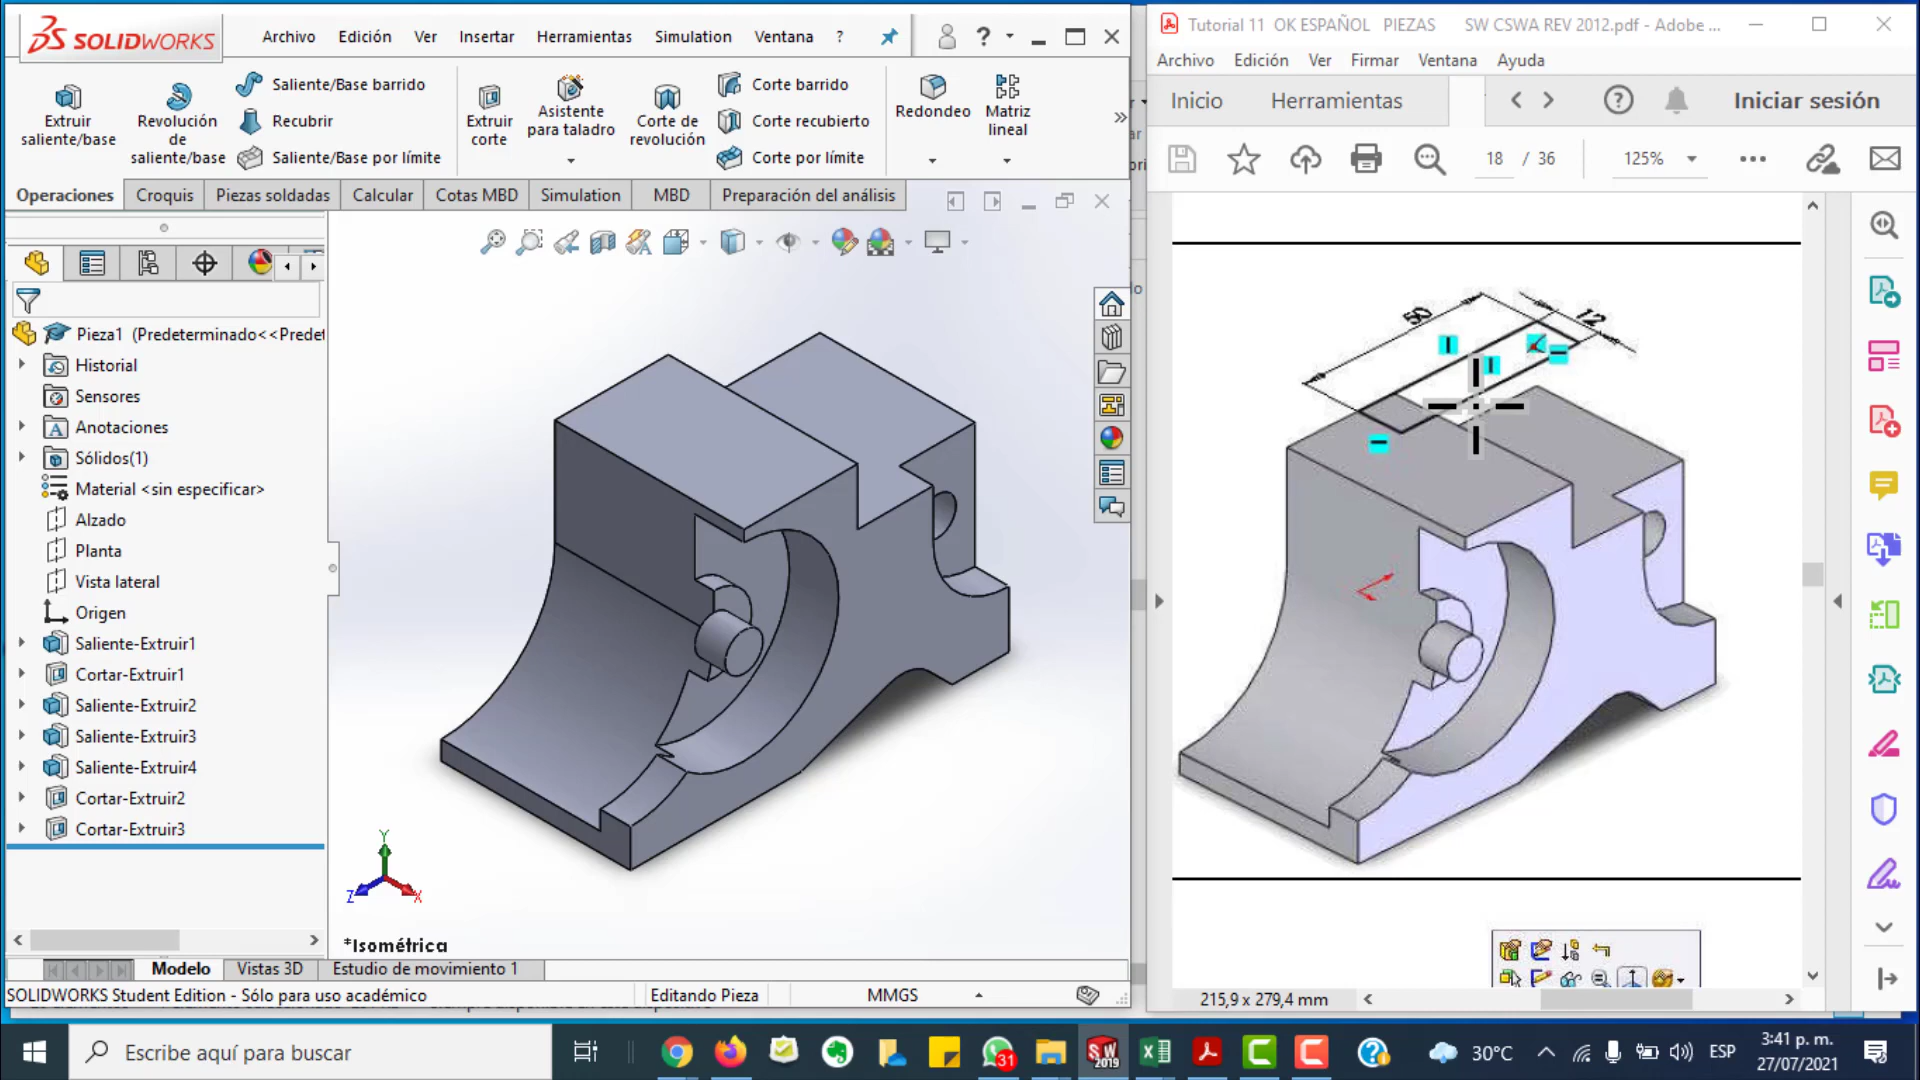 SOLIDWORKS
Archivo Edición Ver Insertar Herramientas Simulation Ventana ?
Extruir saliente/base
Revolución de saliente/base
Saliente/Base barrido
Recubrir
Saliente/Base por límite
Extruir corte
Asistente para taladro
Corte de revolución
Corte barrido
Corte recubierto
Corte por límite
Redondeo
Matriz lineal
Operaciones Croquis Piezas soldadas Calcular Cotas MBD Simulation MBD Preparación del análisis
Pieza1 (Predeterminado<<Predet
Historial
Sensores
Anotaciones
Sólidos(1)
Material <sin especificar>
Alzado
Planta
Vista lateral
Origen
Saliente-Extruir1
Cortar-Extruir1
Saliente-Extruir2
Saliente-Extruir3
Saliente-Extruir4
Cortar-Extruir2
Cortar-Extruir3
Y
Z X
*Isométrica
Modelo Vistas 3D Estudio de movimiento 1
SOLIDWORKS Student Edition - Sólo para uso académico Editando Pieza MMGS
Tutorial 11 OK ESPAÑOL PIEZAS SW CSWA REV 2012.pdf - Adobe ...
Archivo Edición Ver Firmar Ventana Ayuda
Inicio Herramientas Iniciar sesión
18 / 36 125%
50
12
215,9 x 279,4 mm
Escribe aquí para buscar
31
SW
2019
30°C
ESP
3:41 p. m.
27/07/2021